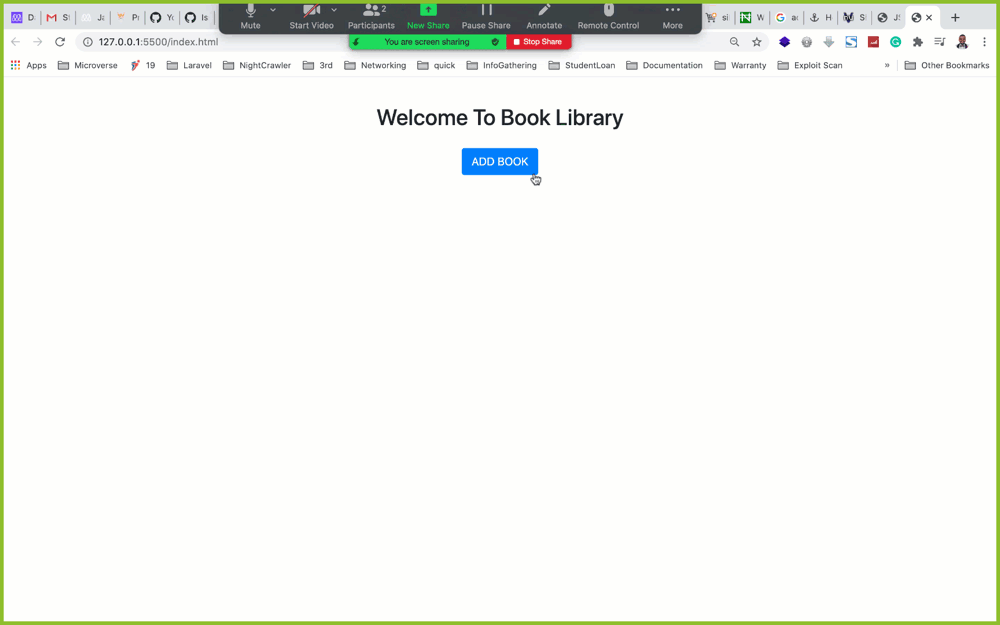 D.
St
Ja
Pr
Yo
Is
Mute
Start Video
2
Participants
New Share
Pause Share
Annotate
Remote Control
More
si
W
G
H
S
JS
127.0.0.1:5500/index.html
You are screen sharing
Stop Share
Apps
Microverse
19
Laravel
NightCrawler
3rd
Networking
quick
InfoGathering
StudentLoan
Documentation
Warranty
Exploit Scan
»
Other Bookmarks
Welcome To Book Library
ADD BOOK